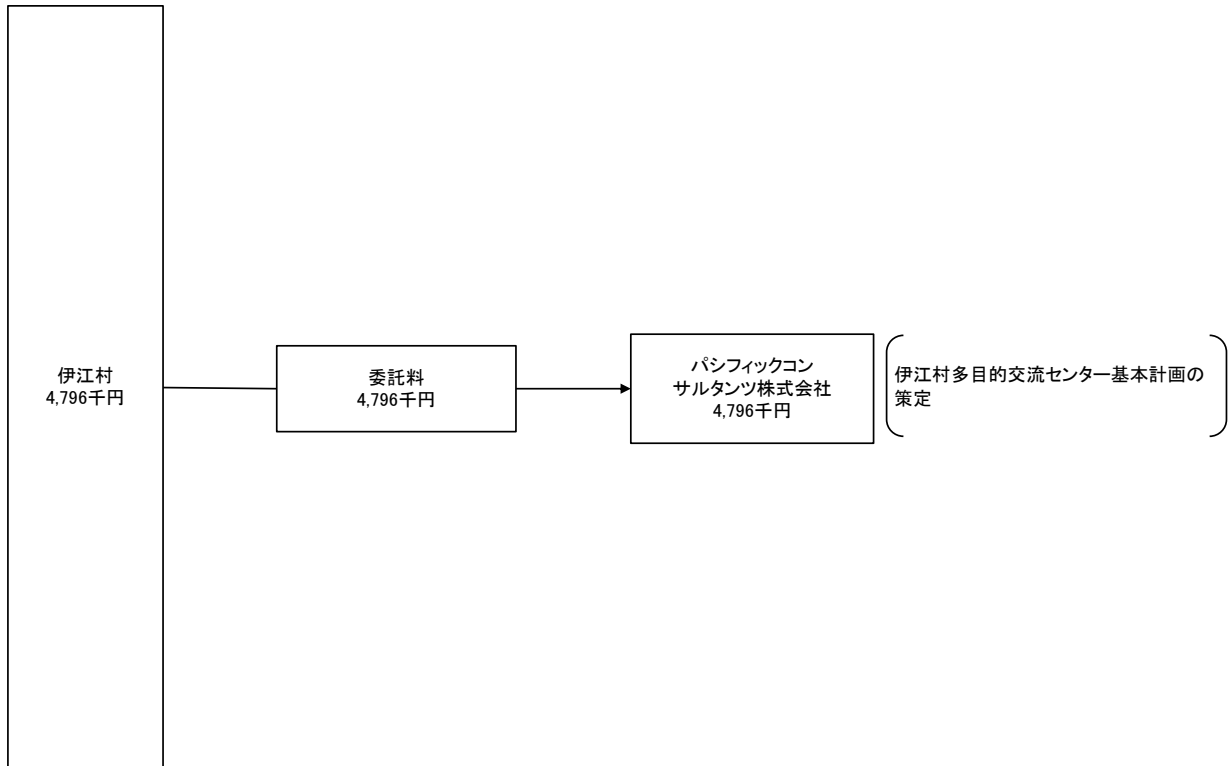 伊江村
4,796千円
委託料
4,796千円
パシフィックコン
サルタンツ株式会社
4,796千円
伊江村多目的交流センター基本計画の
策定